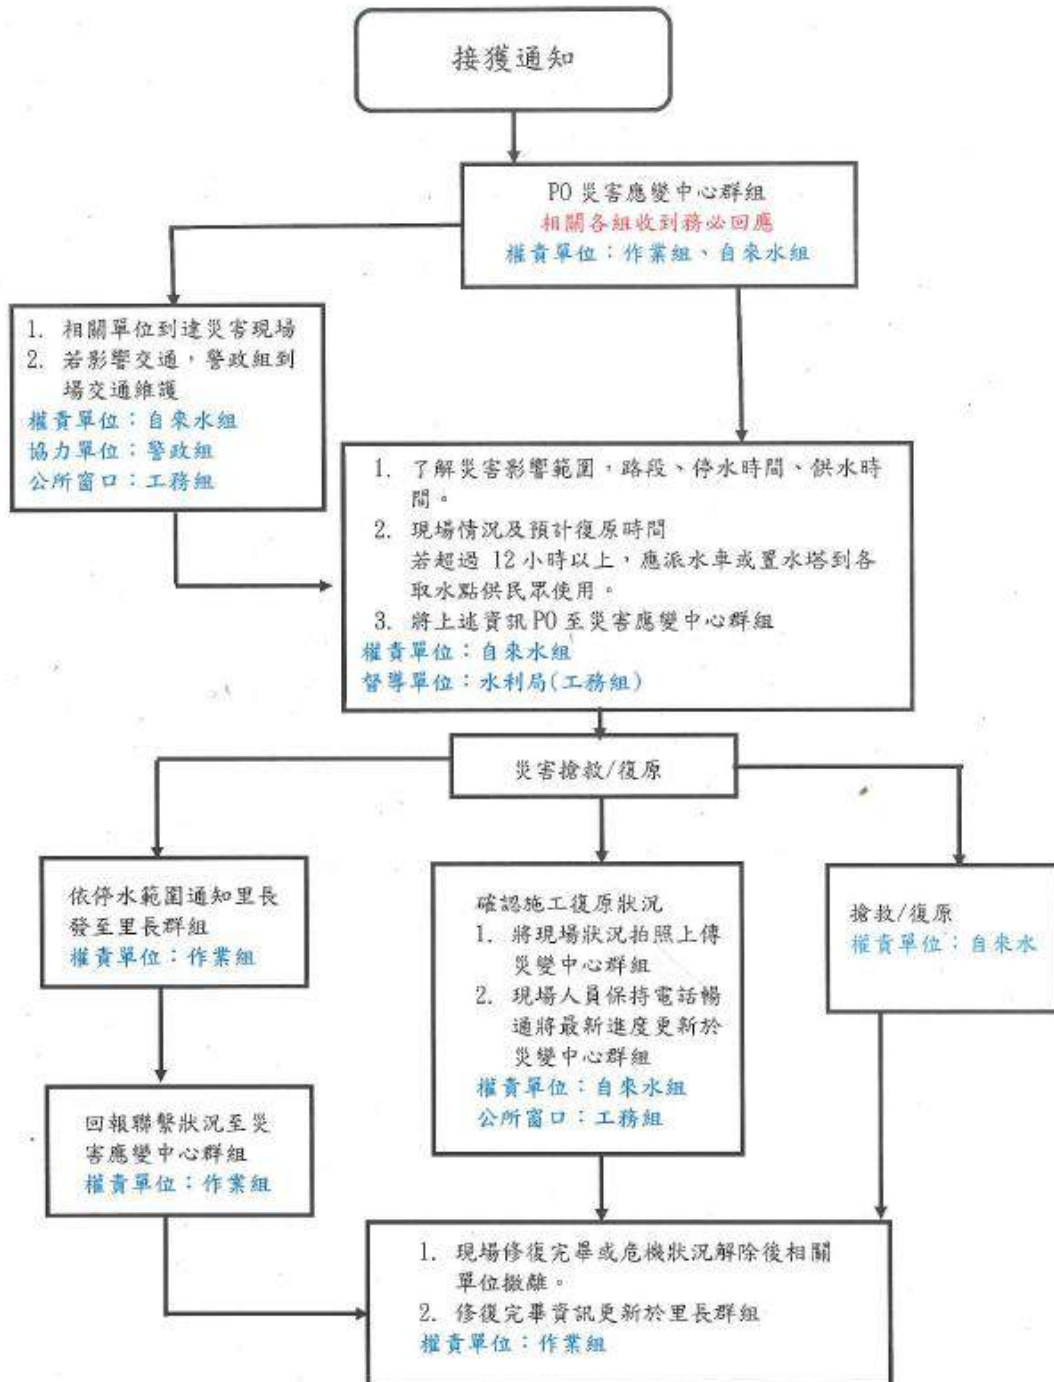 接獲通知
PO 災害應變中心群組
相關各組收到務必回應
權責單位：作業組、自來水組
1. 相關單位到達災害現場
2. 若影響交通，警政組到
場交通維護
權責單位：自來水組
協力單位：警政組
公所窗口：工務組
1. 了解災害影響範圍，路段、停水時間、供水時
間。
2. 現場情況及預計復原時間
若超過 12 小時以上，應派水車或置水塔到各
取水點供民眾使用。
3. 將上述資訊 PO 至災害應變中心群組
權責單位：自來水組
督導單位：水利局(工務組)
災害搶救/復原
依停水範圍通知里長
發至里長群組
權責單位：作業組
回報聯繫狀況至災
害應變中心群組
權責單位：作業組
確認施工復原狀況
1. 將現場狀況拍照上傳
災變中心群組
2. 現場人員保持電話暢
通將最新進度更新於
災變中心群組
權責單位：自來水組
公所窗口：工務組
搶救/復原
權責單位：自來水
1. 現場修復完畢或危機狀況解除後相關
單位撤離。
2. 修復完畢資訊更新於里長群組
權責單位：作業組